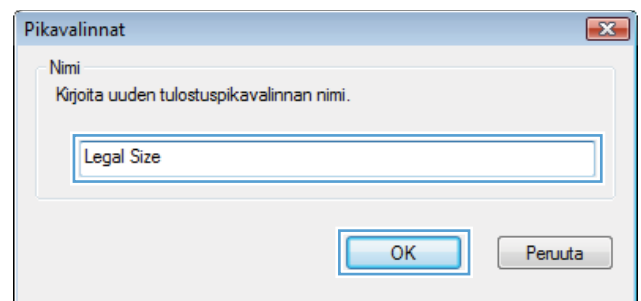 Pikavalinnat
Nimi
Kirjoita uuden tulostuspikavalinnan nimi.
Legal Size
OK
Peruuta